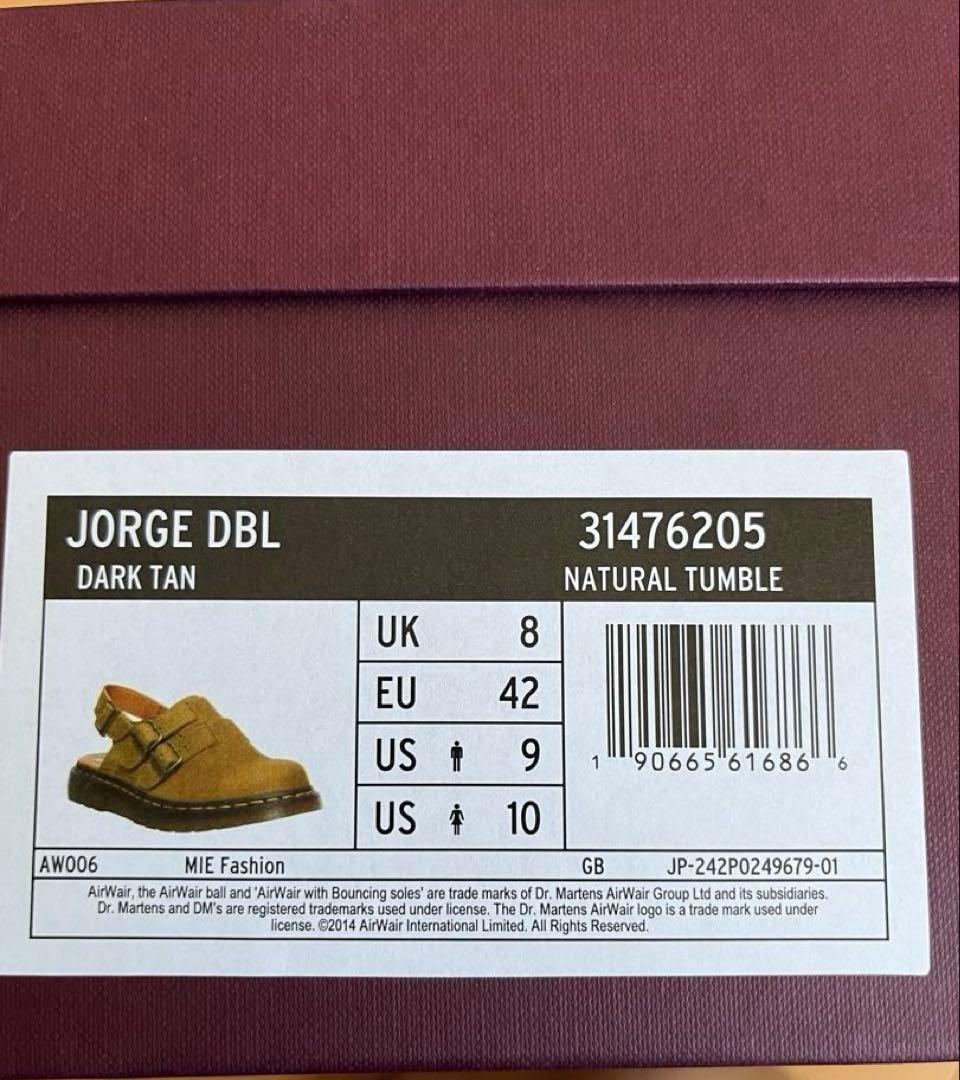 JORGE DBL 31476205
DARK TAN NATURAL TUMBLE
UK 8
EU 42
US 9
US 10
1 90665 61686 6
AW006 MIE Fashion GB JP-242P0249679-01
AirWair, the AirWair ball and 'AirWair with Bouncing soles' are trade marks of Dr. Martens AirWair Group Ltd and its subsidiaries.
Dr. Martens and DM's are registered trademarks used under license. The Dr. Martens AirWair logo is a trade mark used under
license. ©2014 AirWair International Limited. All Rights Reserved.